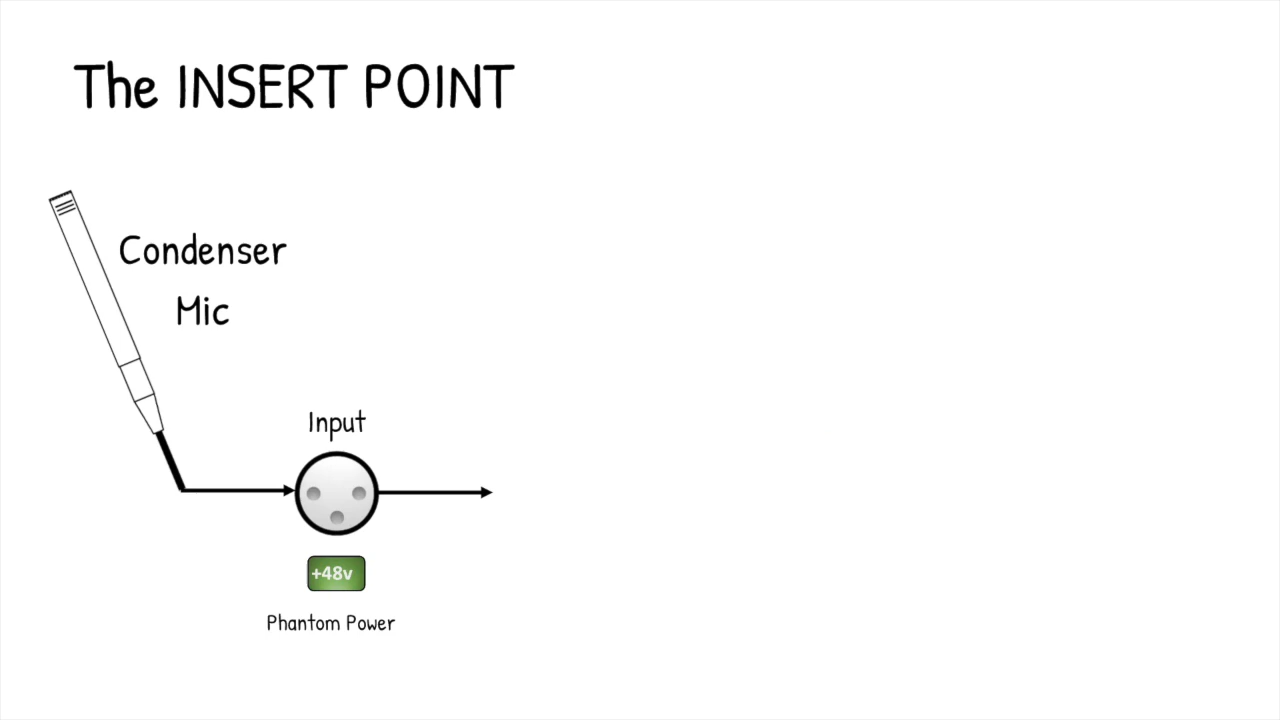 The INSERT POINT
Condenser
Mic
Input
+48v
Phantom Power